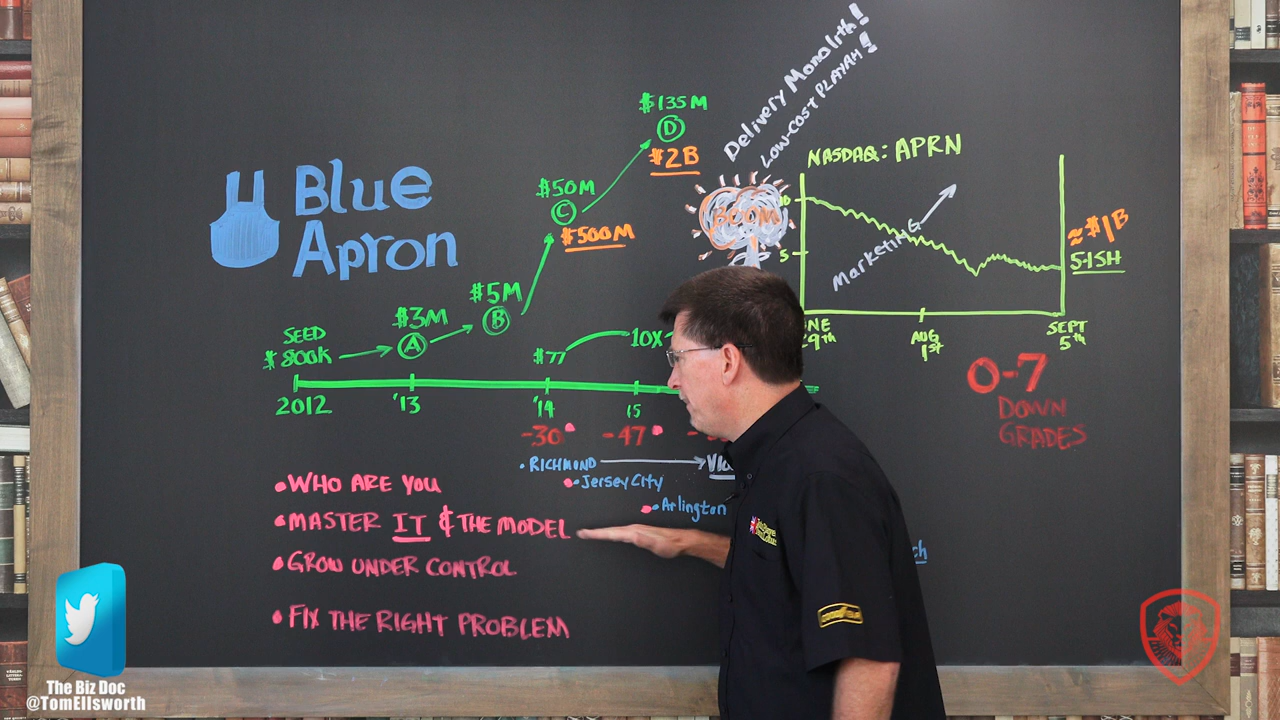 Delivery Monolith!
LOW-COST PLAYAH!
$135M
D
$2B
NASDAQ: APRN
Blue
Apron
$50M
C
$500M
BOOM
10
5
Marketing
≈$1B
5.15H
$5M
B
$3M
A
SEED
$800K
$77
10X
2012
'13
'14
15
AUG
1st
SEPT
5th
0-7
DOWN
GRADES
-30
-47
• RICHMOND
• Jersey City
• Arlington
• WHO ARE YOU
• MASTER IT & THE MODEL
• GROW UNDER CONTROL
• FIX THE RIGHT PROBLEM
The Biz Doc
@TomEllsworth